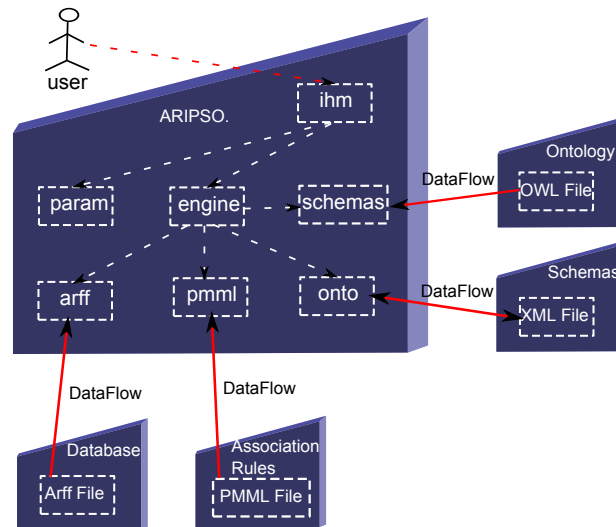 user
ihm
ARIPSO.
param
engine
schemas
arff
pmml
onto
Ontology
OWL File
DataFlow
Schemas
XML File
DataFlow
DataFlow
DataFlow
Database
Arff File
Association
Rules
PMML File